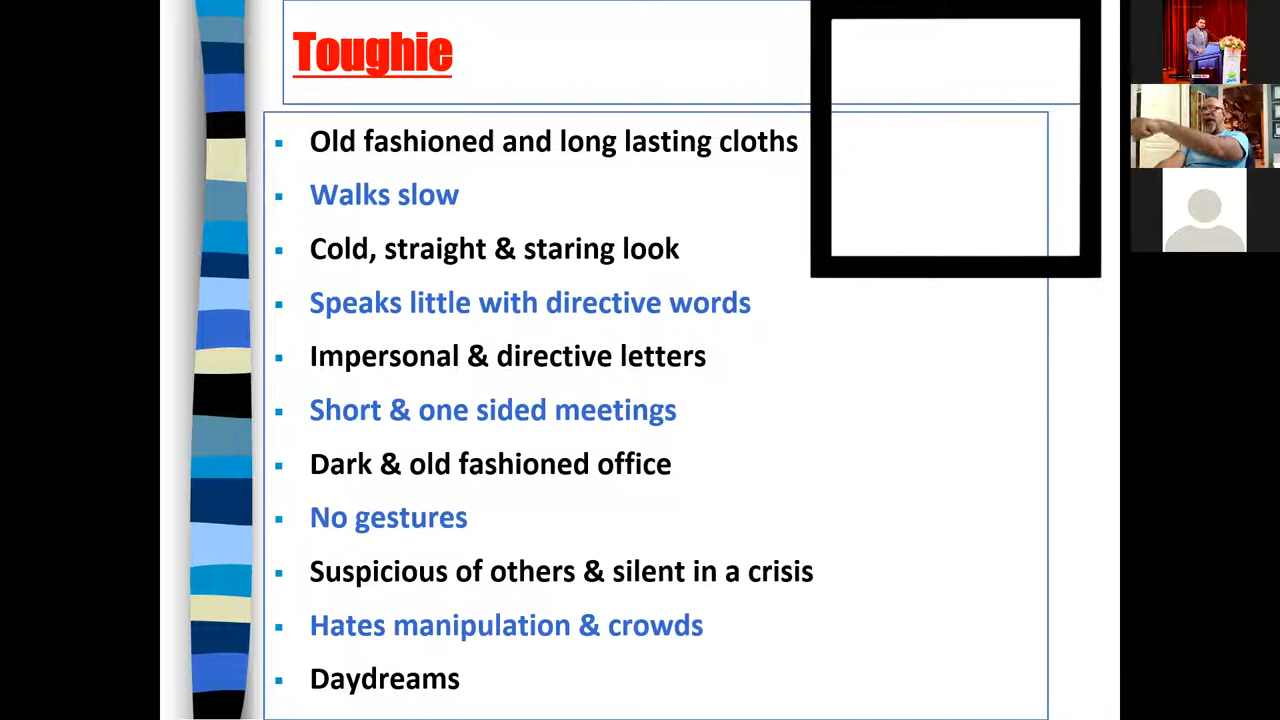 Toughie
Old fashioned and long lasting cloths
Walks slow
Cold, straight & staring look
Speaks little with directive words
Impersonal & directive letters
Short & one sided meetings
Dark & old fashioned office
No gestures
Suspicious of others & silent in a crisis
Hates manipulation & crowds
Daydreams